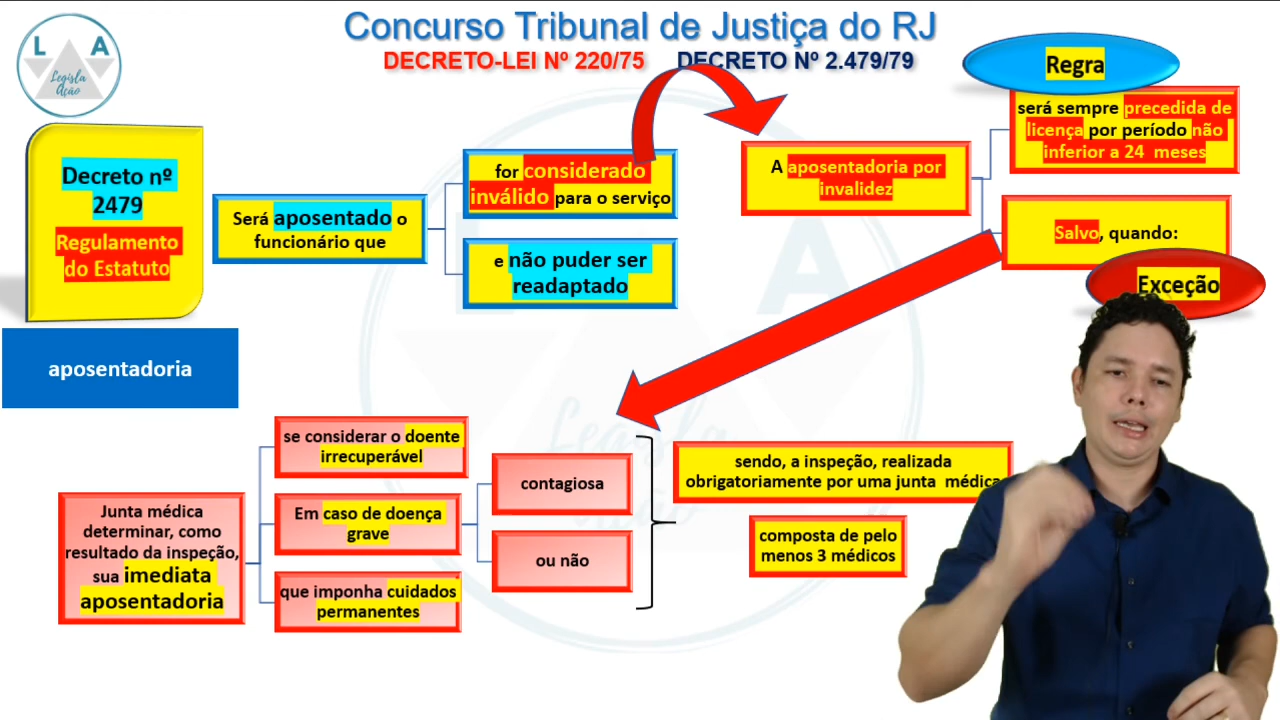 Concurso Tribunal de Justiça do RJ
DECRETO-LEI Nº 220/75 DECRETO Nº 2.479/79
L A
Legisla
Ação
Decreto nº
2479
Regulamento
do Estatuto
aposentadoria
Será aposentado o
funcionário que
for considerado
inválido para o serviço
e não puder ser
readaptado
A aposentadoria por
invalidez
Regra
será sempre precedida de
licença por período não
inferior a 24 meses
Salvo, quando:
Exceção
Junta médica
determinar, como
resultado da inspeção,
sua imediata
aposentadoria
se considerar o doente
irrecuperável
Em caso de doença
grave
que imponha cuidados
permanentes
contagiosa
ou não
sendo, a inspeção, realizada
obrigatoriamente por uma junta médica
composta de pelo
menos 3 médicos
L A
Legisla
Ação